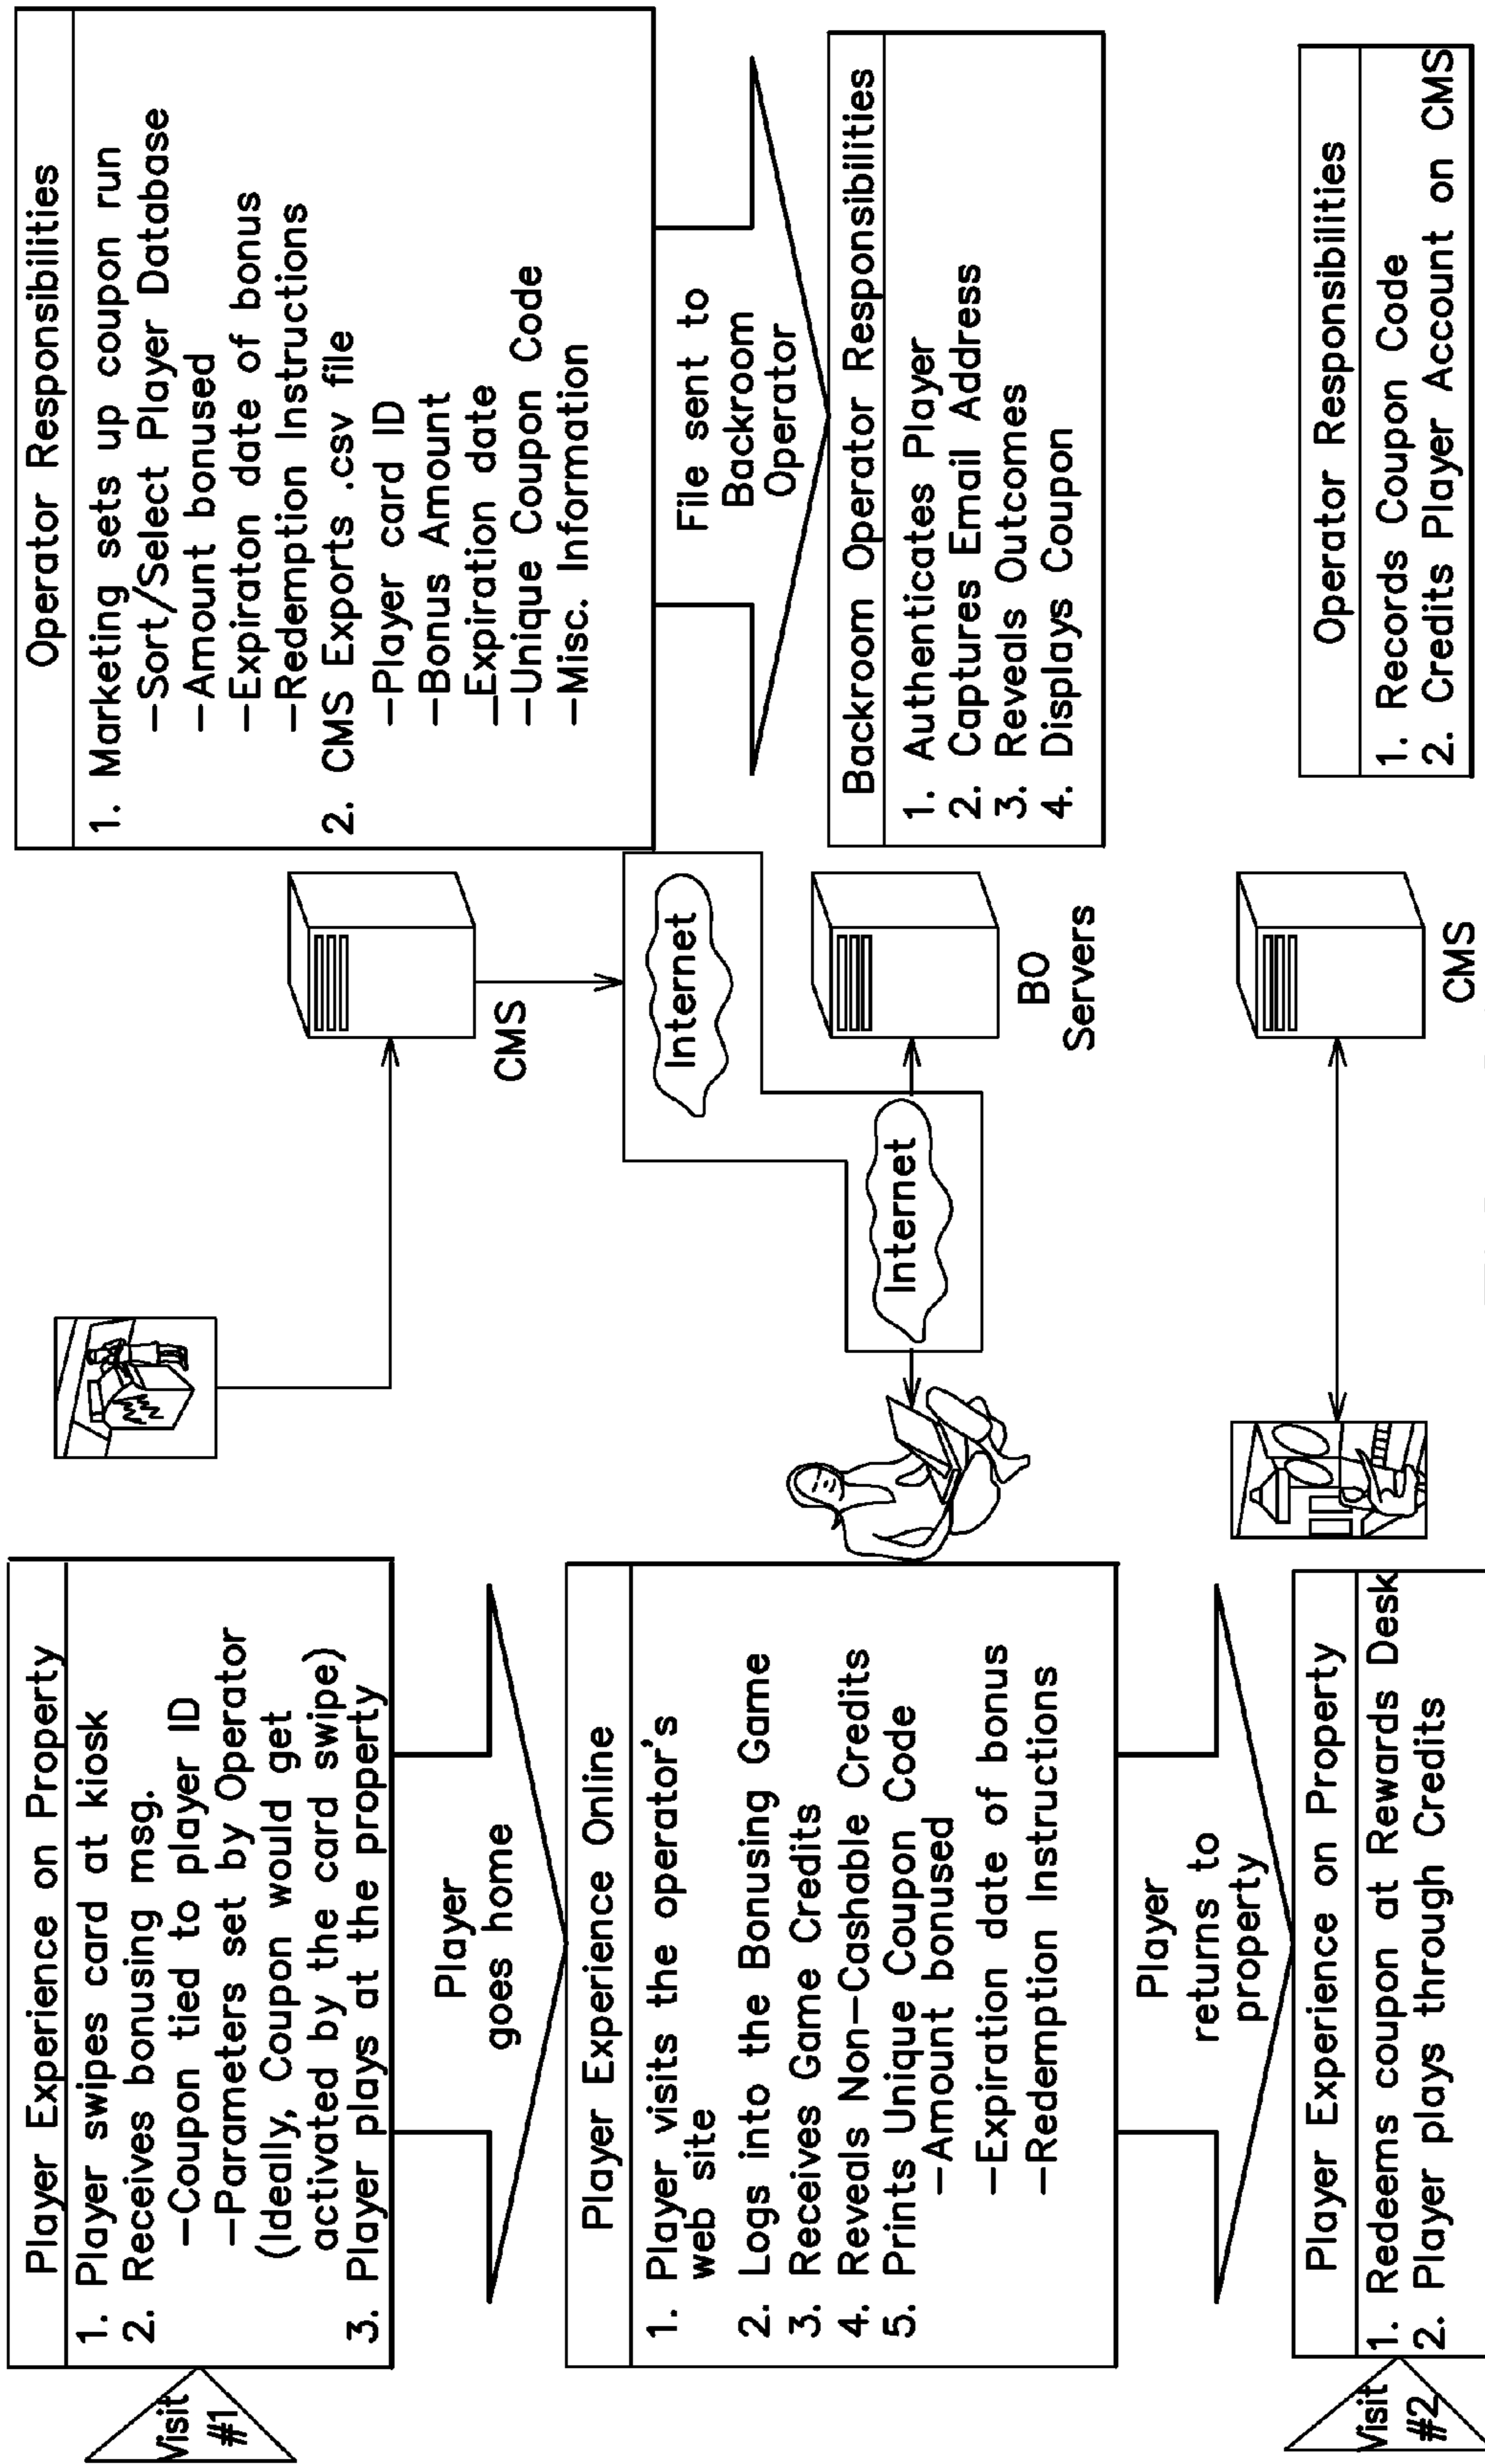 Visit
#1
Player Experience on Property
1. Player swipes card at kiosk
2. Receives bonusing msg.
–Coupon tied to player ID
–Parameters set by Operator
(Ideally, Coupon would get
activated by the card swipe)
3. Player plays at the property
CMS
Operator Responsibilities
1. Marketing sets up coupon run
–Sort/Select Player Database
–Amount bonused
–Expiraton date of bonus
–Redemption Instructions
2. CMS Exports .csv file
–Player card ID
–Bonus Amount
–Expiration date
–Unique Coupon Code
–Misc. Information
Player
goes home
Internet
File sent to
Backroom
Operator
Player Experience Online
1. Player visits the operator's
web site
2. Logs into the Bonusing Game
3. Receives Game Credits
4. Reveals Non–Cashable Credits
5. Prints Unique Coupon Code
–Amount bonused
–Expiration date of bonus
–Redemption Instructions
Internet
BO
Servers
Backroom Operator Responsibilities
1. Authenticates Player
2. Captures Email Address
3. Reveals Outcomes
4. Displays Coupon
Player
returns to
property
Visit
#2
Player Experience on Property
1. Redeems coupon at Rewards Desk
2. Player plays through Credits
CMS
Operator Responsibilities
1. Records Coupon Code
2. Credits Player Account on CMS